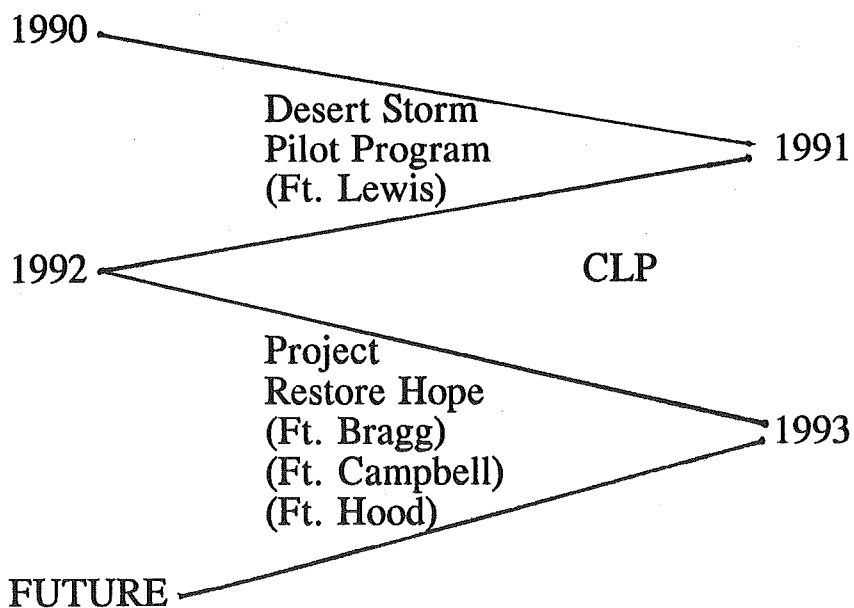 1990
Desert Storm
Pilot Program
(Ft. Lewis)
1991
1992
CLP
Project
Restore Hope
(Ft. Bragg)
(Ft. Campbell)
(Ft. Hood)
1993
FUTURE